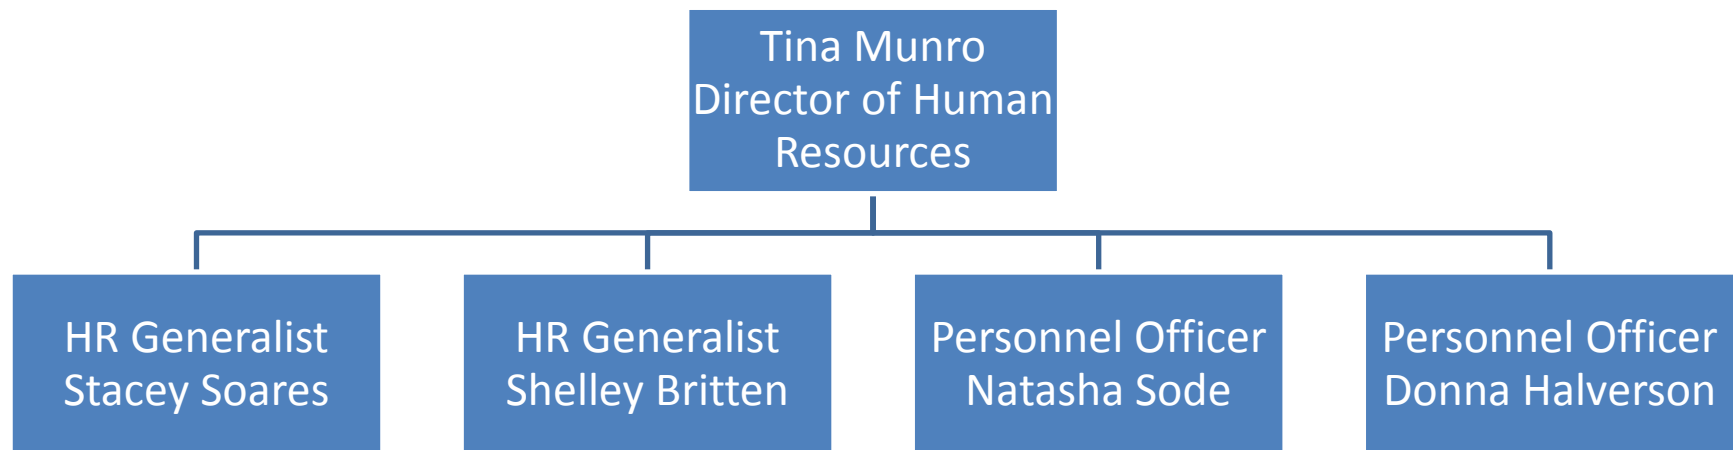 Tina Munro
Director of Human
Resources
HR Generalist
Stacey Soares
HR Generalist
Shelley Britten
Personnel Officer
Natasha Sode
Personnel Officer
Donna Halverson